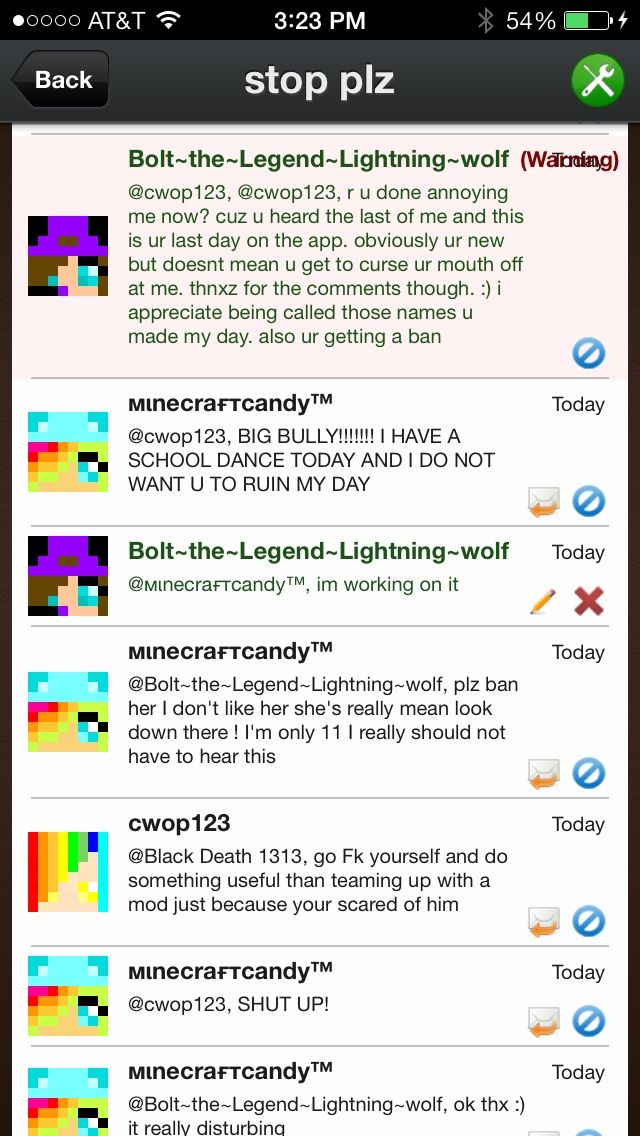 AT&T 3:23 PM 54%
Back stop plz
Bolt~the~Legend~Lightning~wolf (Warning) Today
@cwop123, @cwop123, r u done annoying
me now? cuz u heard the last of me and this
is ur last day on the app. obviously ur new
but doesnt mean u get to curse ur mouth off
at me. thnxz for the comments though. :) i
appreciate being called those names u
made my day. also ur getting a ban
мιnecraғтcandy™ Today
@cwop123, BIG BULLY!!!!!!! I HAVE A
SCHOOL DANCE TODAY AND I DO NOT
WANT U TO RUIN MY DAY
Bolt~the~Legend~Lightning~wolf Today
@мιnecraғтcandy™, im working on it
мιnecraғтcandy™ Today
@Bolt~the~Legend~Lightning~wolf, plz ban
her I don't like her she's really mean look
down there ! I'm only 11 I really should not
have to hear this
cwop123 Today
@Black Death 1313, go Fk yourself and do
something useful than teaming up with a
mod just because your scared of him
мιnecraғтcandy™ Today
@cwop123, SHUT UP!
мιnecraғтcandy™ Today
@Bolt~the~Legend~Lightning~wolf, ok thx :)
it really disturbing